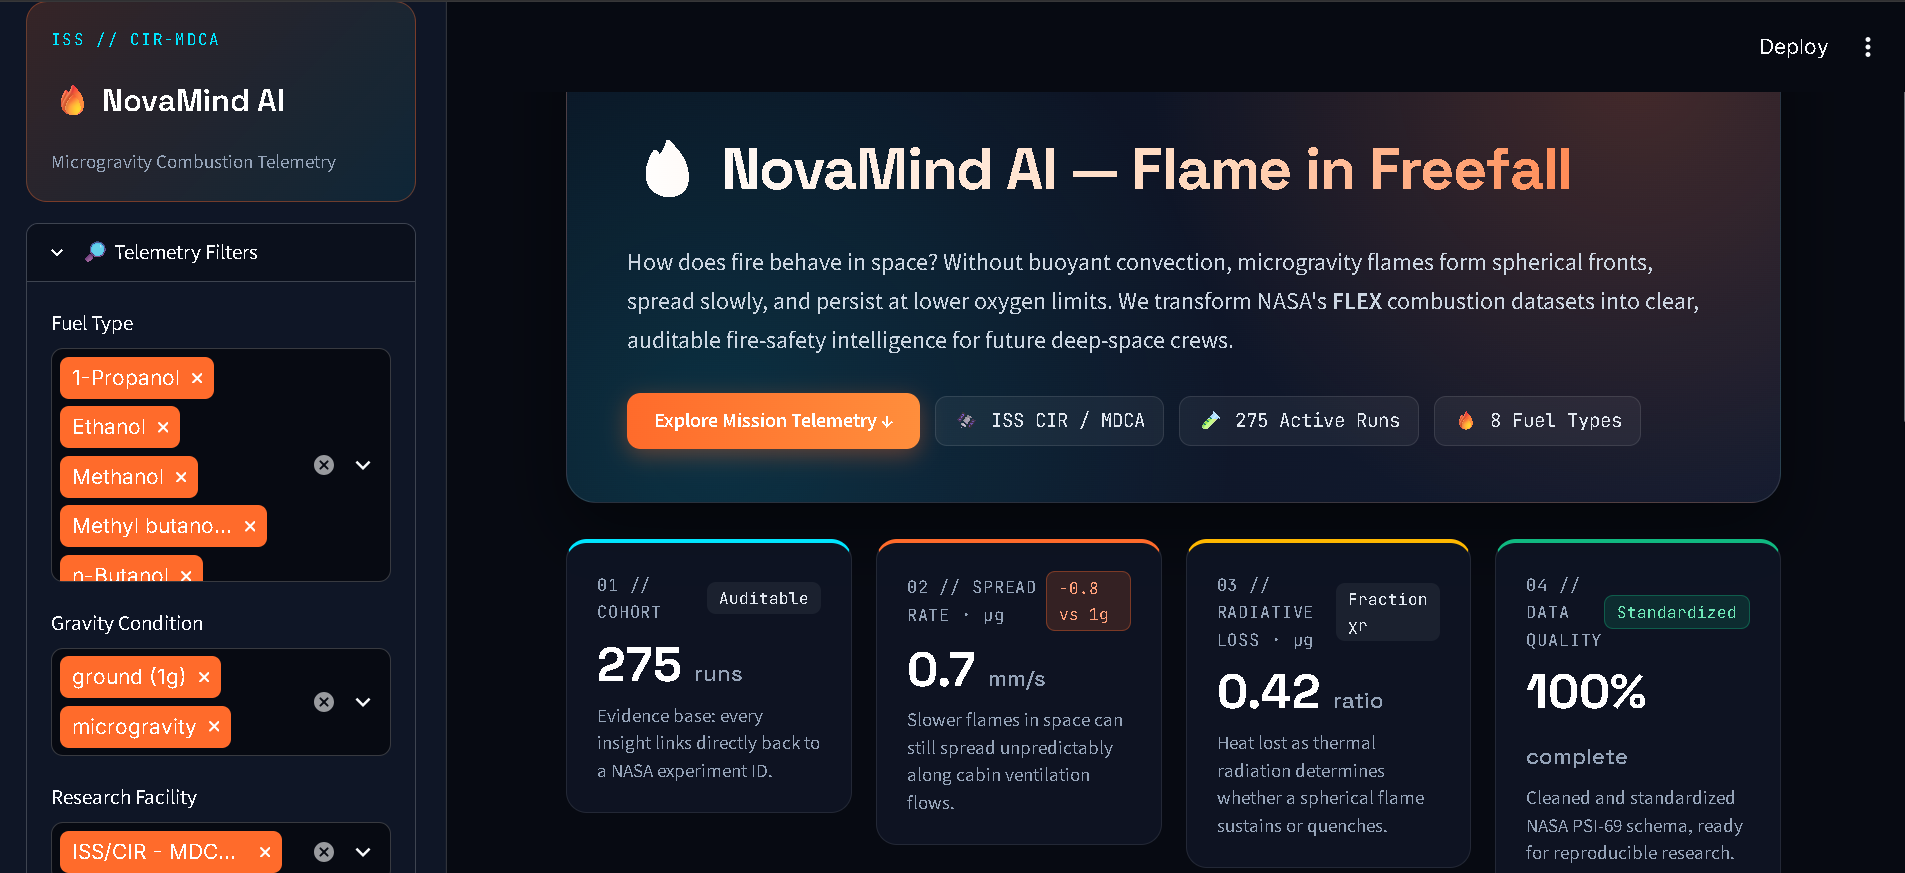 ISS // CIR-MDCA
NovaMind AI
Microgravity Combustion Telemetry
Telemetry Filters
Fuel Type
1-Propanol ×
Ethanol ×
Methanol ×
Methyl butano... ×
n-Butanol ×
Gravity Condition
ground (1g) ×
microgravity ×
Research Facility
ISS/CIR - MDC... ×
Deploy
NovaMind AI — Flame in Freefall
How does fire behave in space? Without buoyant convection, microgravity flames form spherical fronts,
spread slowly, and persist at lower oxygen limits. We transform NASA's FLEX combustion datasets into clear,
auditable fire-safety intelligence for future deep-space crews.
Explore Mission Telemetry ↓
ISS CIR / MDCA
275 Active Runs
8 Fuel Types
01 //
COHORT
Auditable
275 runs
Evidence base: every
insight links directly back to
a NASA experiment ID.
02 // SPREAD
RATE · µg
-0.8
vs 1g
0.7 mm/s
Slower flames in space can
still spread unpredictably
along cabin ventilation
flows.
03 //
RADIATIVE
LOSS · µg
Fraction
χr
0.42 ratio
Heat lost as thermal
radiation determines
whether a spherical flame
sustains or quenches.
04 //
DATA
QUALITY
Standardized
100%
complete
Cleaned and standardized
NASA PSI-69 schema, ready
for reproducible research.